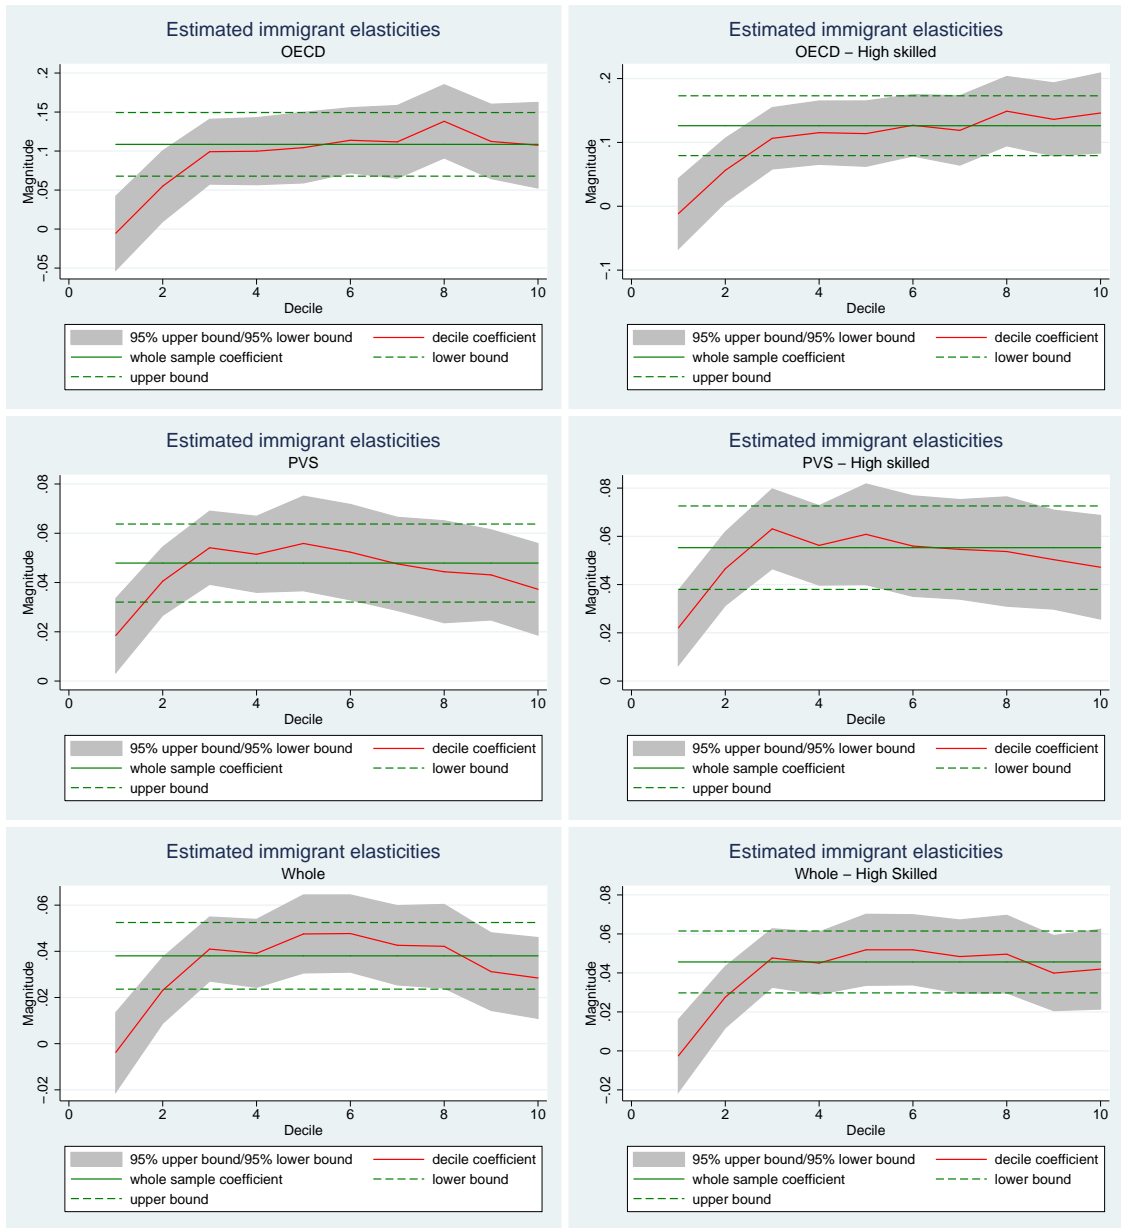 Estimated immigrant elasticities
OECD
.2
.15
.1
.05
0
-.05
Magnitude
0 2 4 6 8 10
Decile
95% upper bound/95% lower bound decile coefficient
whole sample coefficient lower bound
upper bound
Estimated immigrant elasticities
OECD – High skilled
.2
.1
0
-.1
Magnitude
0 2 4 6 8 10
Decile
95% upper bound/95% lower bound decile coefficient
whole sample coefficient lower bound
upper bound
Estimated immigrant elasticities
PVS
.08
.06
.04
.02
0
Magnitude
0 2 4 6 8 10
Decile
95% upper bound/95% lower bound decile coefficient
whole sample coefficient lower bound
upper bound
Estimated immigrant elasticities
PVS – High skilled
.08
.06
.04
.02
0
Magnitude
0 2 4 6 8 10
Decile
95% upper bound/95% lower bound decile coefficient
whole sample coefficient lower bound
upper bound
Estimated immigrant elasticities
Whole
.06
.04
.02
0
-.02
Magnitude
0 2 4 6 8 10
Decile
95% upper bound/95% lower bound decile coefficient
whole sample coefficient lower bound
upper bound
Estimated immigrant elasticities
Whole – High Skilled
.08
.06
.04
.02
0
-.02
Magnitude
0 2 4 6 8 10
Decile
95% upper bound/95% lower bound decile coefficient
whole sample coefficient lower bound
upper bound